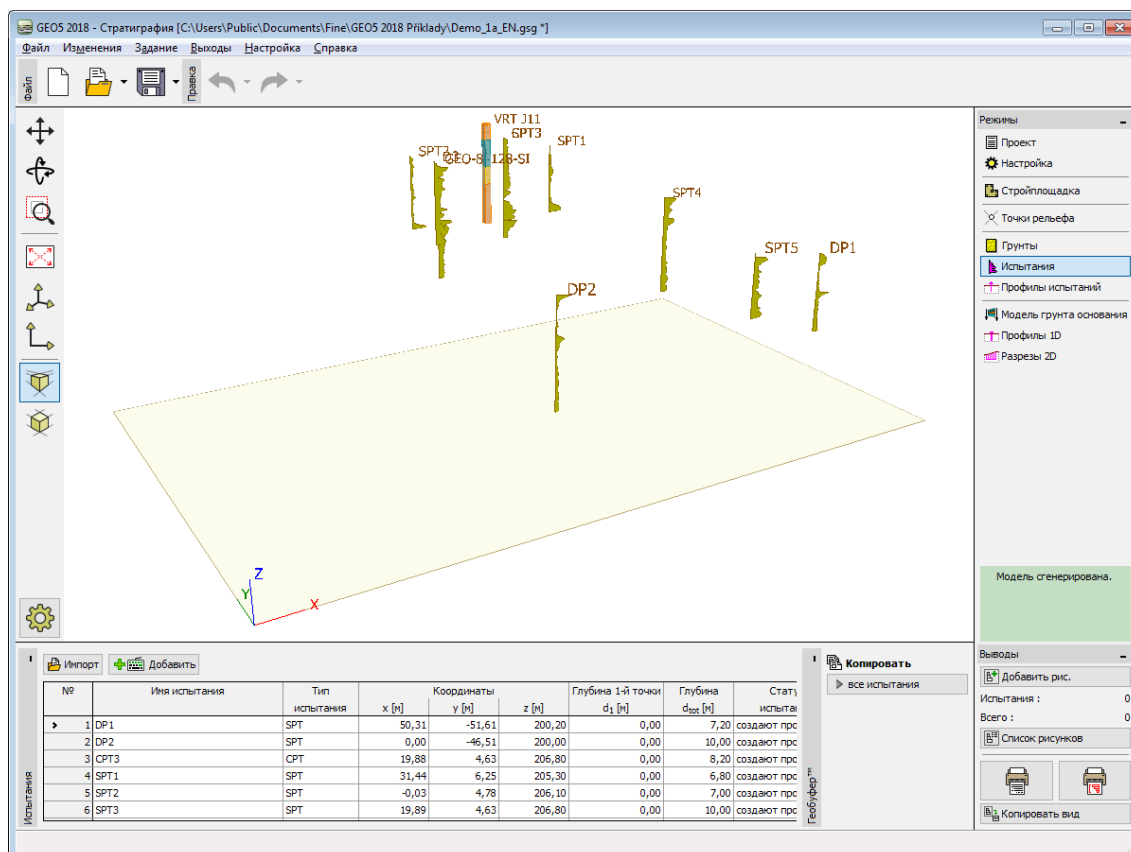 GEO5 2018 - Стратиграфия [C:\Users\Public\Documents\Fine\GEO5 2018 Příklady\Demo_1a_EN.gsg *]
Файл Изменения Задание Выходы Настройка Справка
Файл
Правка
VRT J11
SPT3
SPT1
SPT2
GEO-8-128-SI
SPT4
SPT5 DP1
DP2
Z
Y
X
Режимы
Проект
Настройка
Стройплощадка
Точки рельефа
Грунты
Испытания
Профилы испытаний
Модель грунта основания
Профилы 1D
Разрезы 2D
Модель сгенерирована.
Испытания
Импорт Добавить
№ Имя испытания Тип Координаты Глубина 1-й точки Глубина Стату
испытания x [м] y [м] z [м] d1 [м] dtot [м] испытан
1 DP1 SPT 50,31 -51,61 200,20 0,00 7,20 создают про
2 DP2 SPT 0,00 -46,51 200,00 0,00 10,00 создают про
3 CPT3 CPT 19,88 4,63 206,80 0,00 8,20 создают про
4 SPT1 SPT 31,44 6,25 205,30 0,00 6,80 создают про
5 SPT2 SPT -0,03 4,78 206,10 0,00 7,00 создают про
6 SPT3 SPT 19,89 4,63 206,80 0,00 10,00 создают про
Геобуфер™
Копировать
все испытания
Выводы
Добавить рис.
Испытания : 0
Всего : 0
Список рисунков
Копировать вид